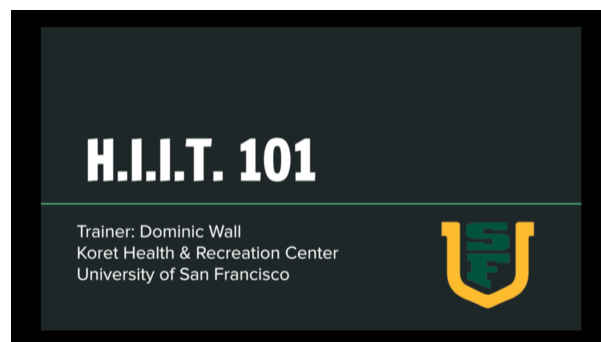 H.I.I.T. 101
Trainer: Dominic Wall
Koret Health & Recreation Center
University of San Francisco
SF